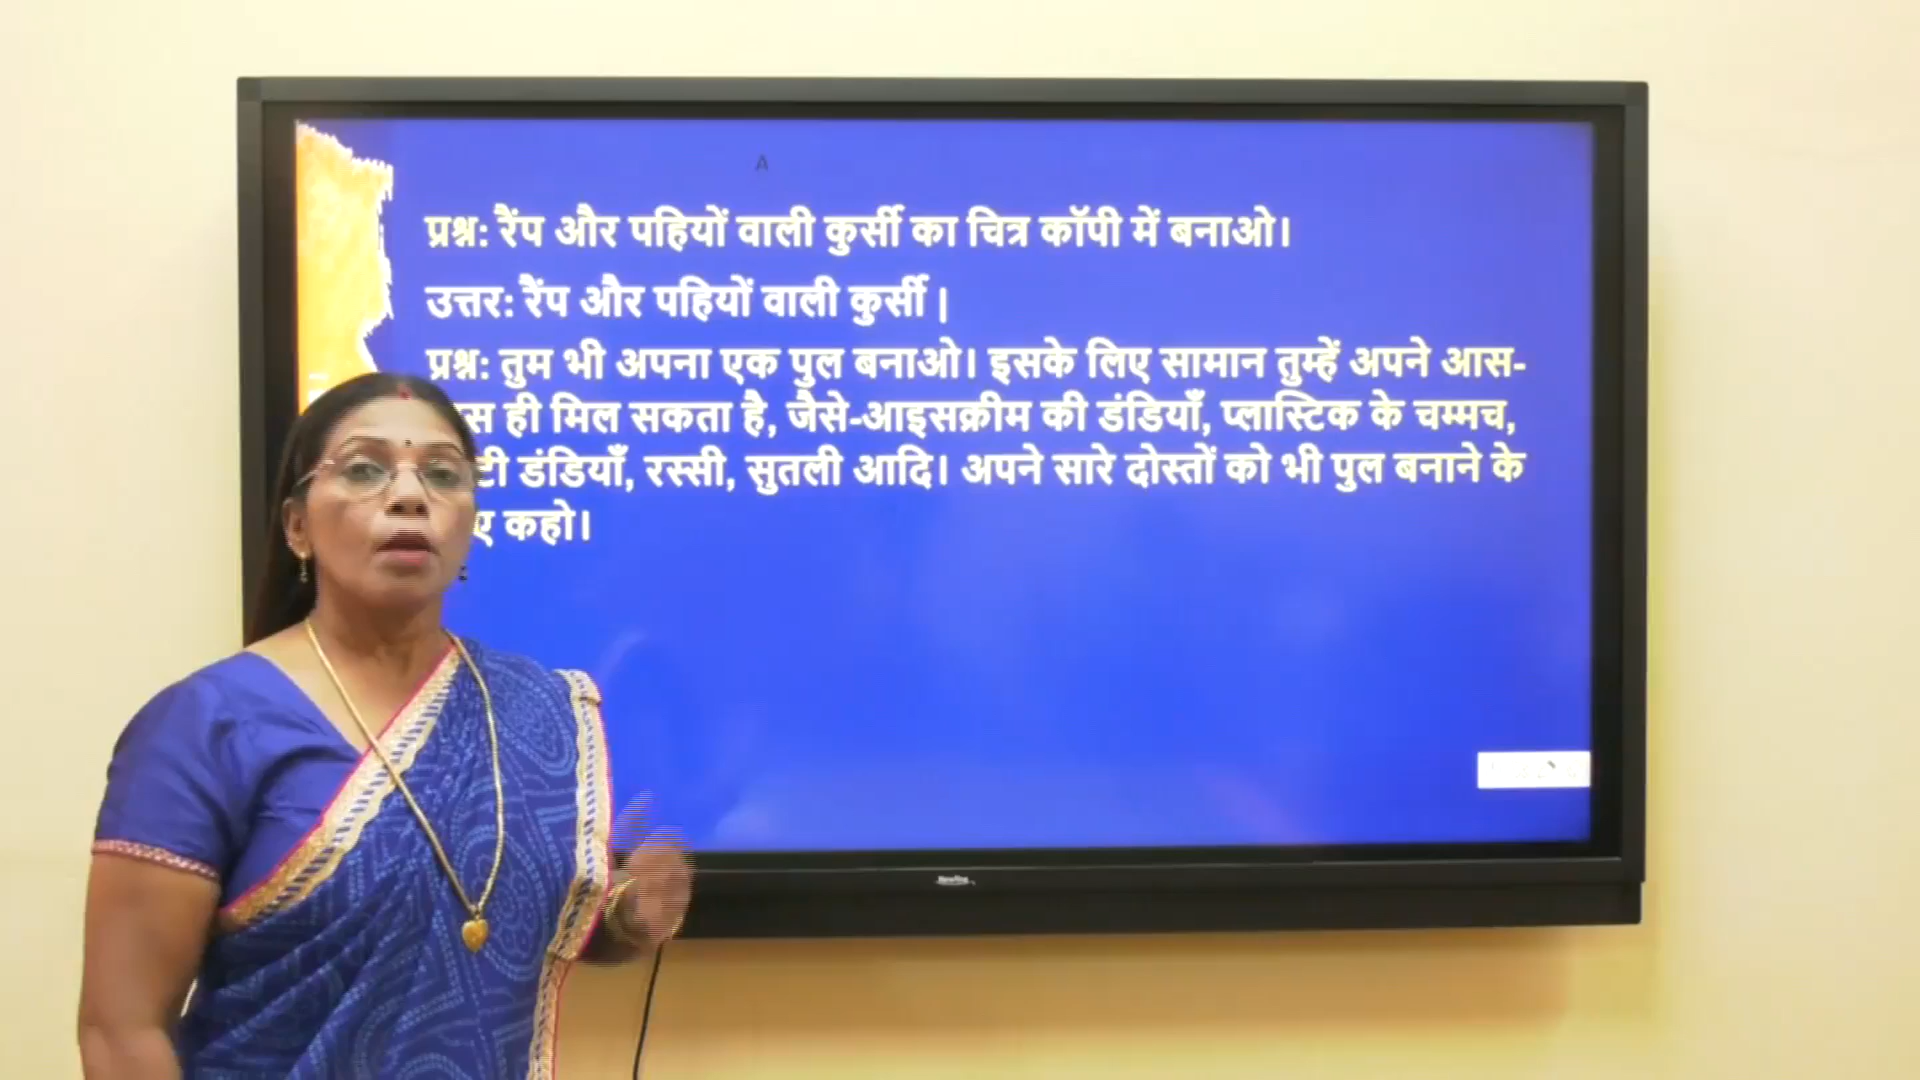 A
प्रश्न: रैंप और पहियों वाली कुर्सी का चित्र कॉपी में बनाओ।
उत्तर: रैंप और पहियों वाली कुर्सी |
प्रश्न: तुम भी अपना एक पुल बनाओ। इसके लिए सामान तुम्हें अपने आस-
ही मिल सकता है, जैसे-आइसक्रीम की डंडियाँ, प्लास्टिक के चम्मच,
डंडियाँ, रस्सी, सुतली आदि। अपने सारे दोस्तों को भी पुल बनाने के
कहो।